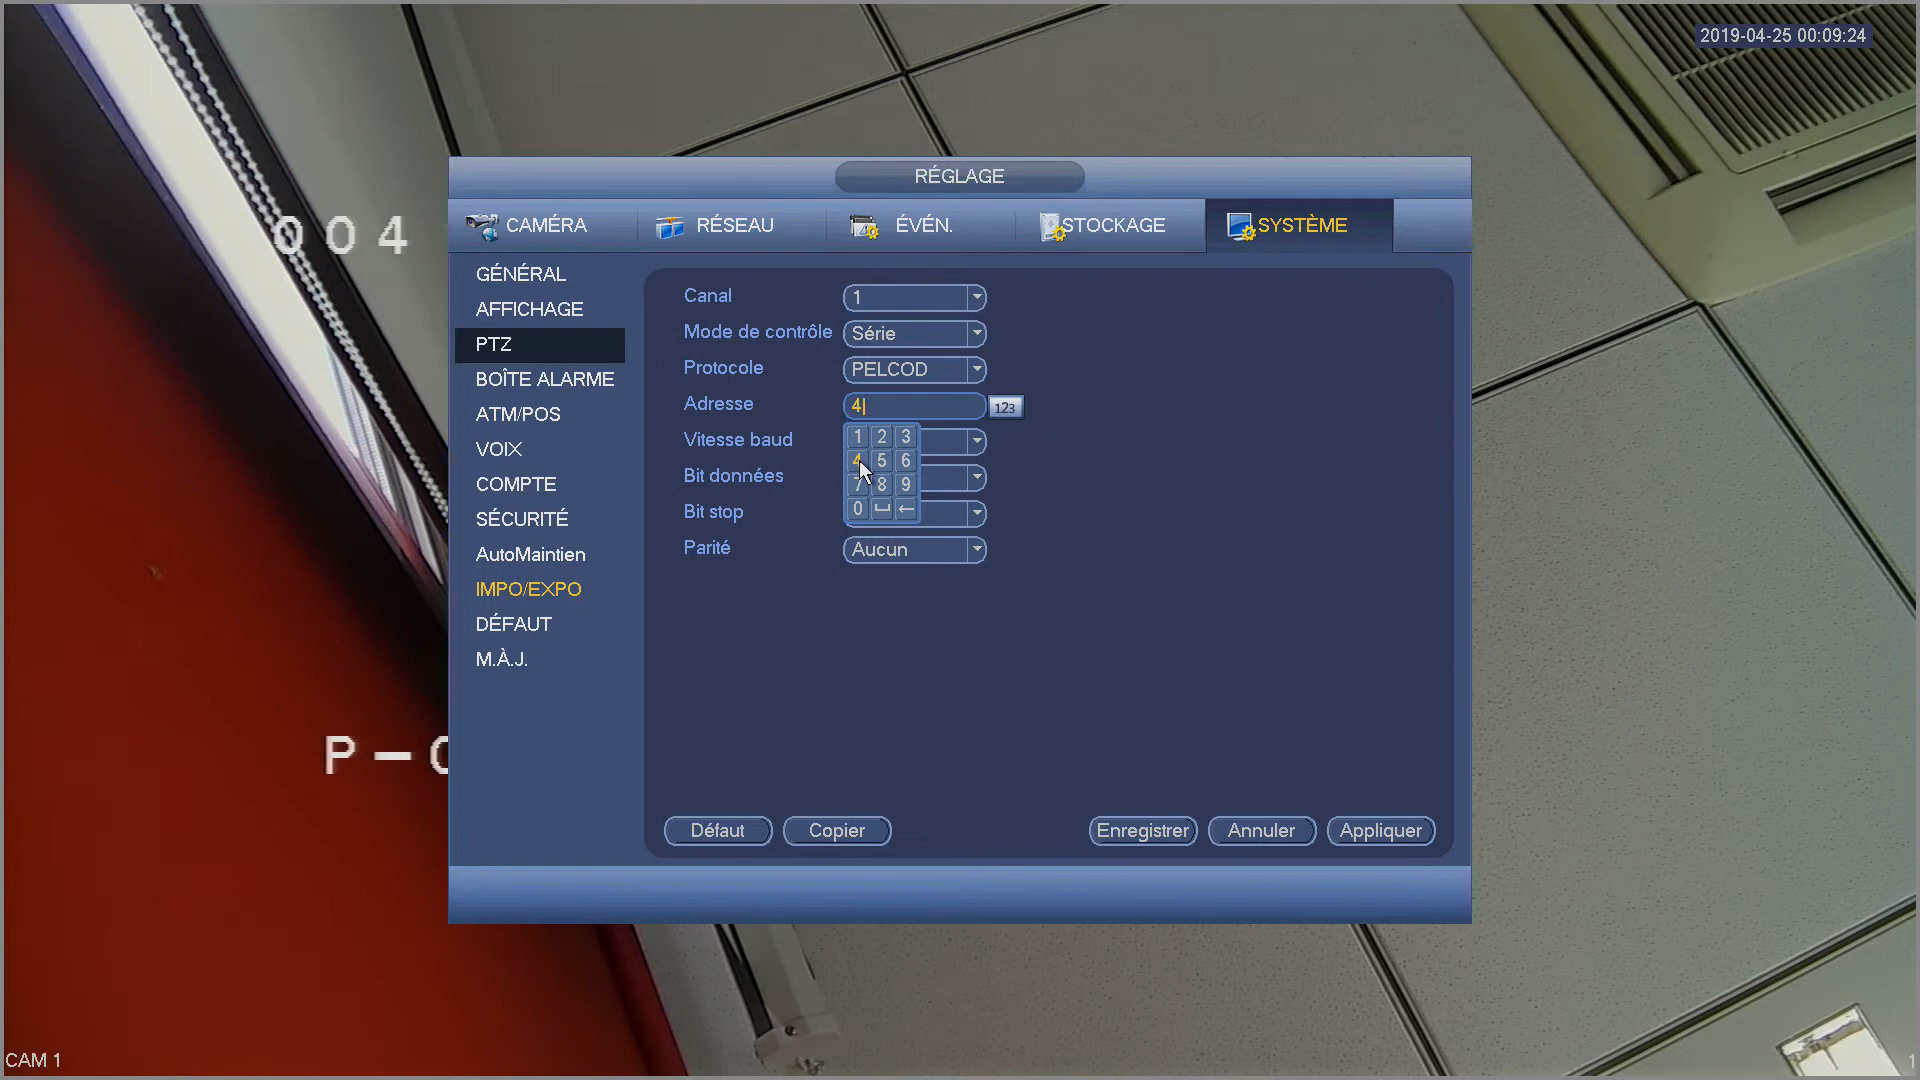 2019-04-25 00:09:24
RÉGLAGE
CAMÉRA
RÉSEAU
ÉVÉN.
STOCKAGE
SYSTÈME
004
GÉNÉRAL
AFFICHAGE
PTZ
BOÎTE ALARME
ATM/POS
VOIX
COMPTE
SÉCURITÉ
AutoMaintien
IMPO/EXPO
DÉFAUT
M.À.J.
Canal 1
Mode de contrôle Série
Protocole PELCOD
Adresse 4 123
Vitesse baud
Bit données
Bit stop
Parité Aucun
1 2 3
4 5 6
7 8 9
0
P-
Défaut
Copier
Enregistrer
Annuler
Appliquer
CAM 1
1